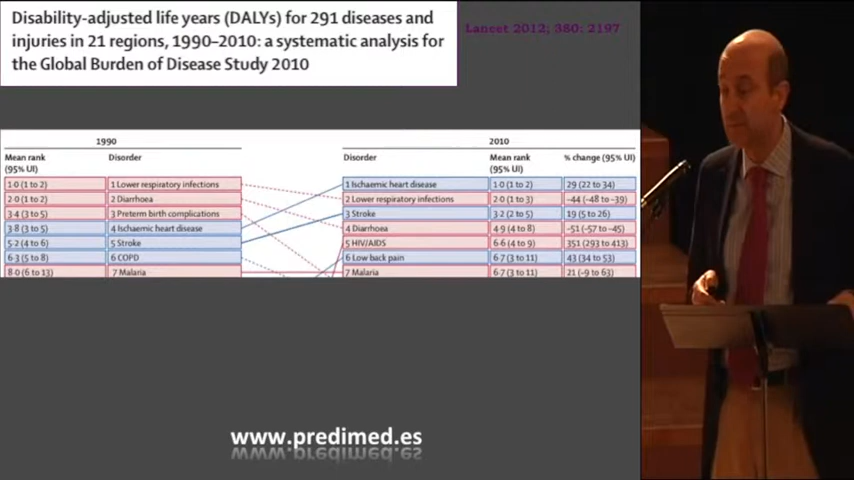 Disability-adjusted life years (DALYs) for 291 diseases and
injuries in 21 regions, 1990–2010: a systematic analysis for
the Global Burden of Disease Study 2010
Lancet 2012; 380: 2197
1990
Mean rank (95% UI) Disorder
1·0 (1 to 2) 1 Lower respiratory infections
2·0 (1 to 2) 2 Diarrhoea
3·4 (3 to 5) 3 Preterm birth complications
3·8 (3 to 5) 4 Ischaemic heart disease
5·2 (4 to 6) 5 Stroke
6·3 (5 to 8) 6 COPD
8·0 (6 to 13) 7 Malaria
2010
Disorder Mean rank (95% UI) % change (95% UI)
1 Ischaemic heart disease 1·0 (1 to 2) 29 (22 to 34)
2 Lower respiratory infections 2·0 (1 to 3) -44 (-48 to -39)
3 Stroke 3·2 (2 to 5) 19 (5 to 26)
4 Diarrhoea 4·9 (4 to 8) -51 (-57 to -45)
5 HIV/AIDS 6·6 (4 to 9) 351 (293 to 413)
6 Low back pain 6·7 (3 to 11) 43 (34 to 53)
7 Malaria 6·7 (3 to 11) 21 (-9 to 63)
www.predimed.es